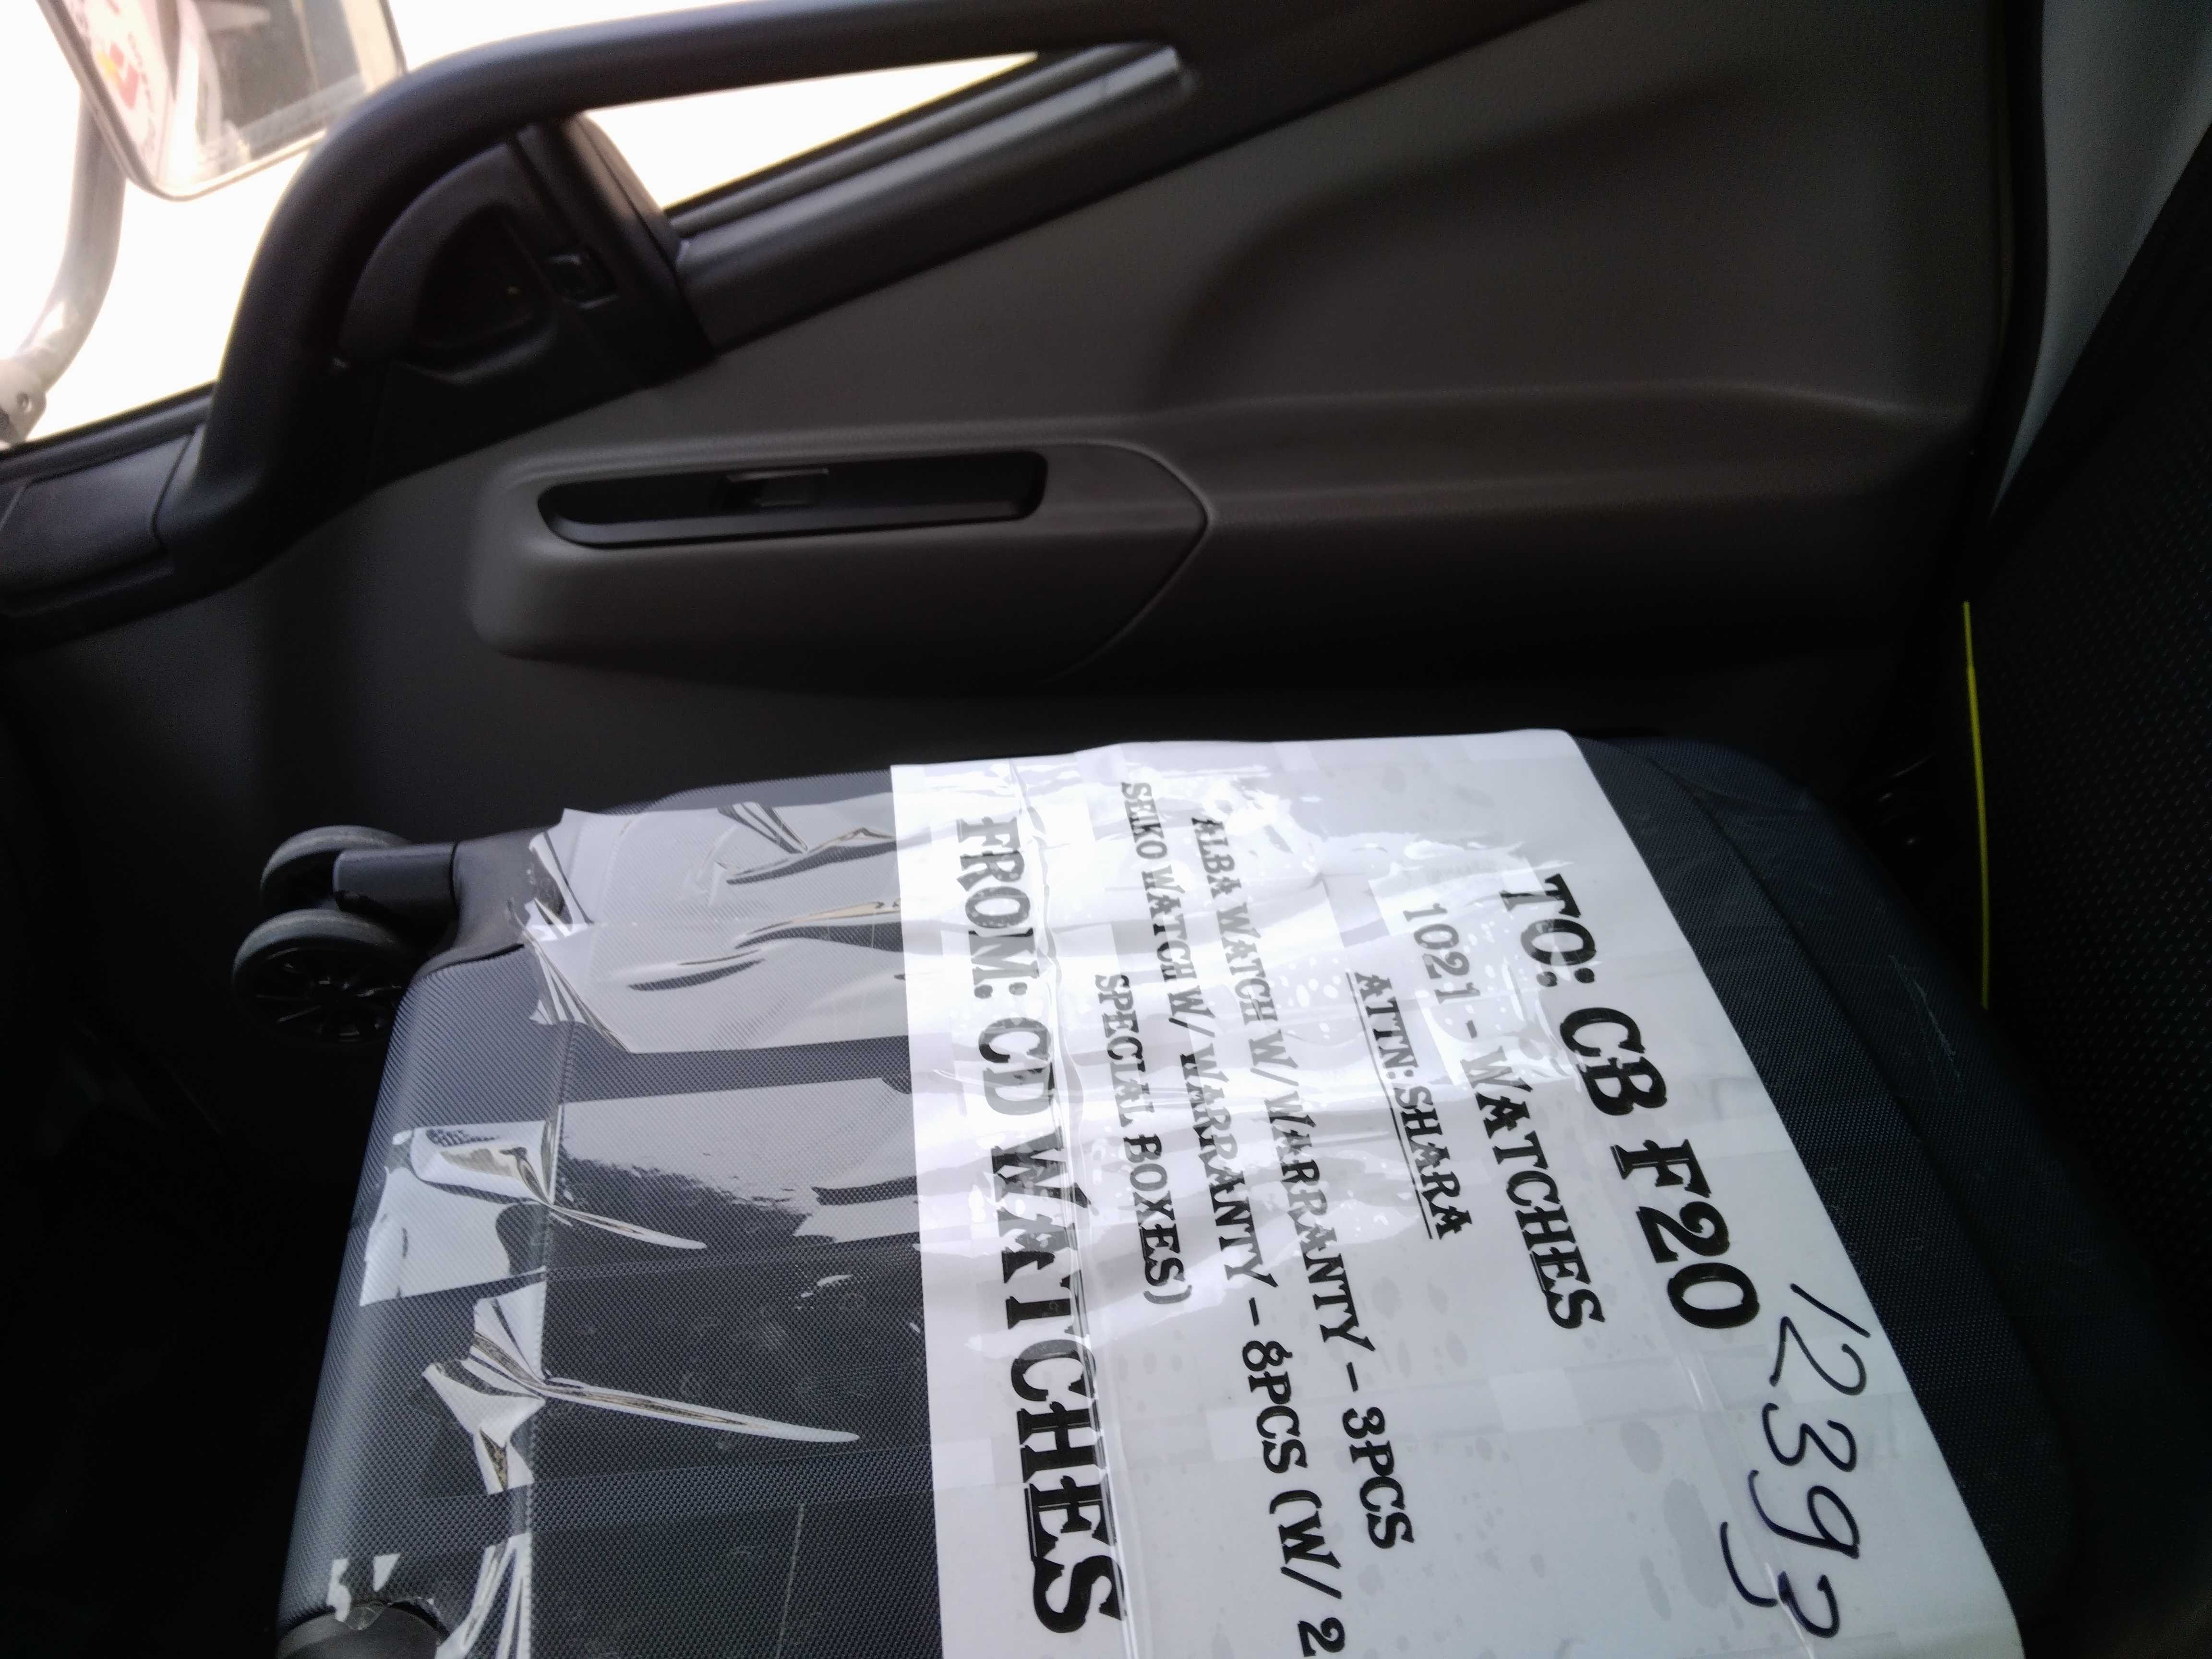 12393
TO: CB F20
1021 - WATCHES
ATTN: SHARA
ALBA WATCH W/ WARRANTY - 3PCS
SEIKO WATCH W/ WARRANTY - 8PCS (W/ 2
SPECIAL BOXES)
FROM: CD WATCHES